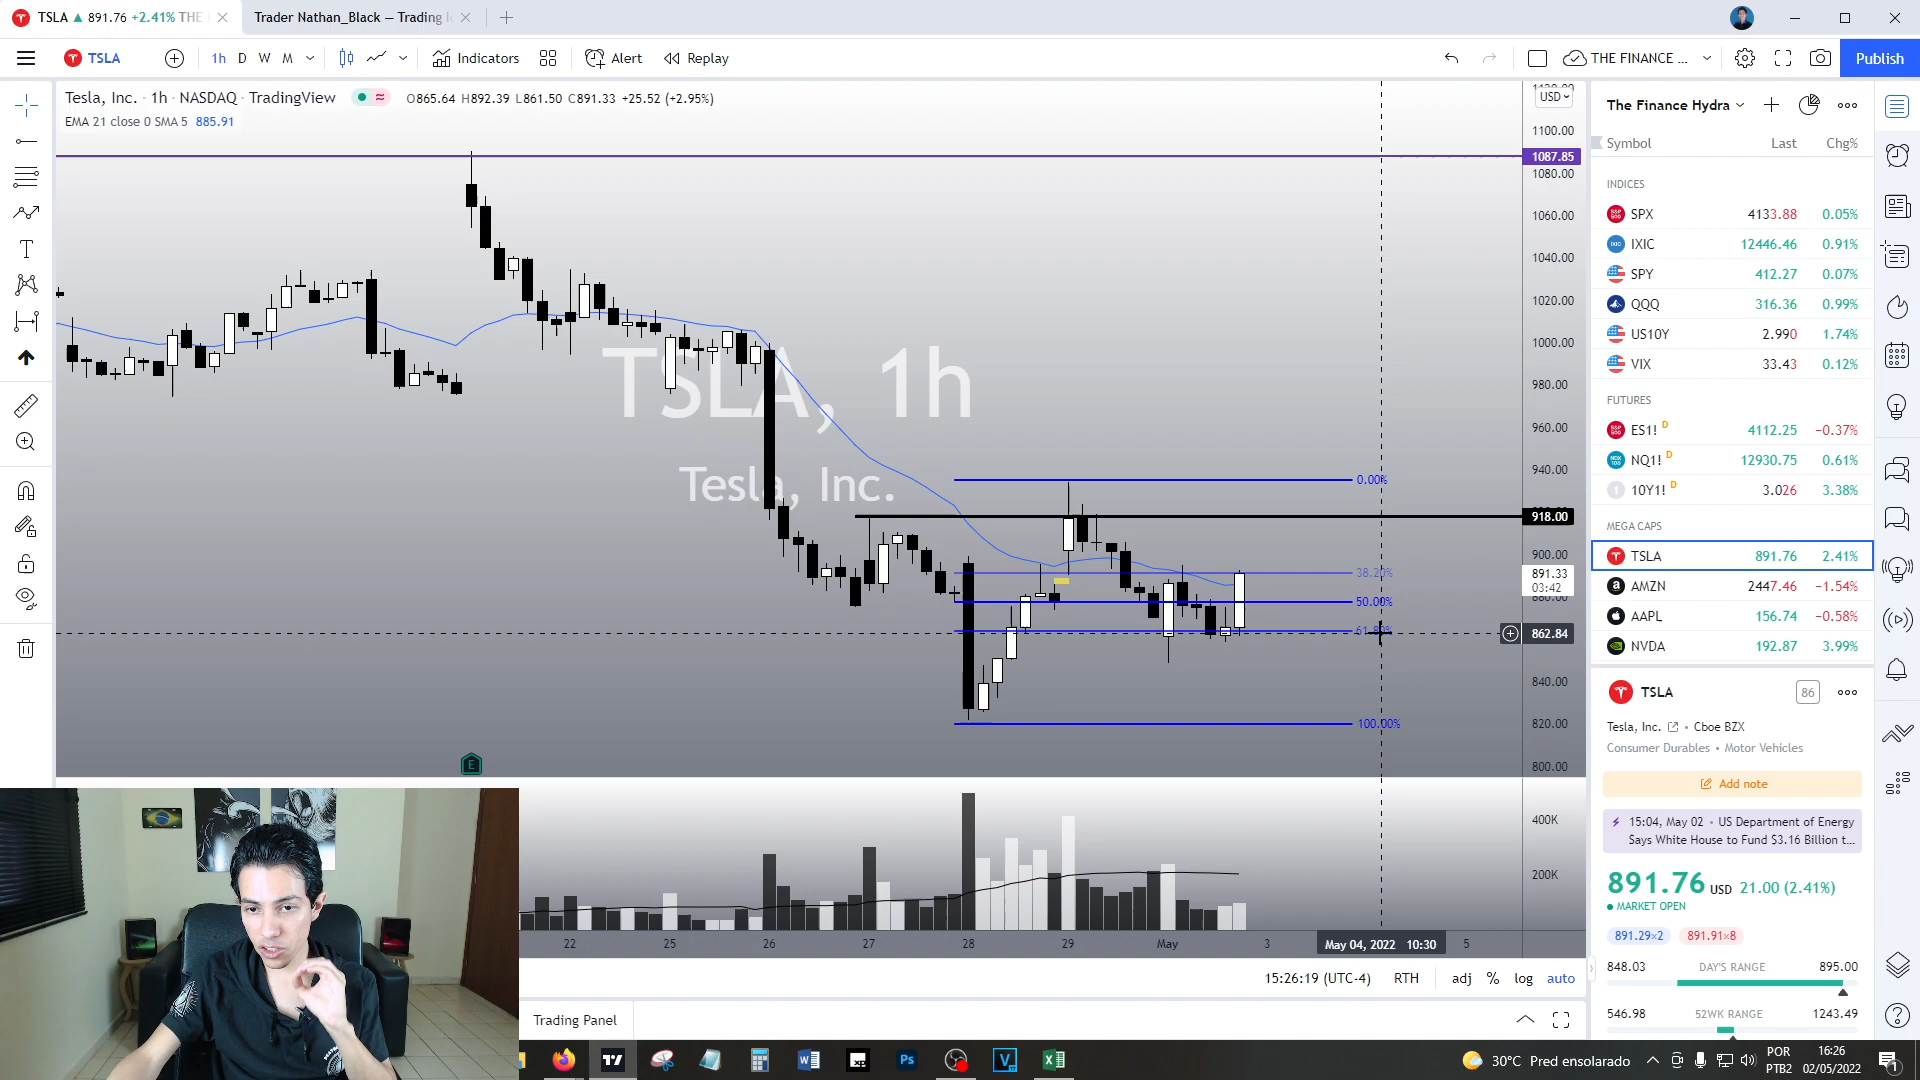 TSLA ▲ 891.76 +2.41% THE
Trader Nathan_Black — Trading I
TSLA
1h D W M
Indicators
Alert
Replay
THE FINANCE ...
Publish
Tesla, Inc. · 1h · NASDAQ · TradingView
O865.64 H892.39 L861.50 C891.33 +25.52 (+2.95%)
EMA 21 close 0 SMA 5 885.91
USD
1100.00
1087.85
1080.00
1060.00
1040.00
1020.00
1000.00
980.00
960.00
940.00
918.00
900.00
891.33
03:42
880.00
862.84
840.00
820.00
800.00
TSLA, 1h
Tesla, Inc.
0.00%
38.20%
50.00%
61.80%
100.00%
E
400K
200K
22 25 26 27 28 29 May 3 May 04, 2022 10:30 5
15:26:19 (UTC-4) RTH adj % log auto
Trading Panel
The Finance Hydra
Symbol Last Chg%
INDICES
SPX 4133.88 0.05%
IXIC 12446.46 0.91%
SPY 412.27 0.07%
QQQ 316.36 0.99%
US10Y 2.990 1.74%
VIX 33.43 0.12%
FUTURES
ES1! D 4112.25 −0.37%
NQ1! D 12930.75 0.61%
10Y1! D 3.026 3.38%
MEGA CAPS
TSLA 891.76 2.41%
AMZN 2447.46 −1.54%
AAPL 156.74 −0.58%
NVDA 192.87 3.99%
TSLA 86
Tesla, Inc. • Cboe BZX
Consumer Durables • Motor Vehicles
Add note
15:04, May 02 • US Department of Energy
Says White House to Fund $3.16 Billion t...
891.76 USD 21.00 (2.41%)
MARKET OPEN
891.29×2 891.91×8
848.03 DAY'S RANGE 895.00
546.98 52WK RANGE 1243.49
30°C Pred ensolarado
POR
PTB2
16:26
02/05/2022
1